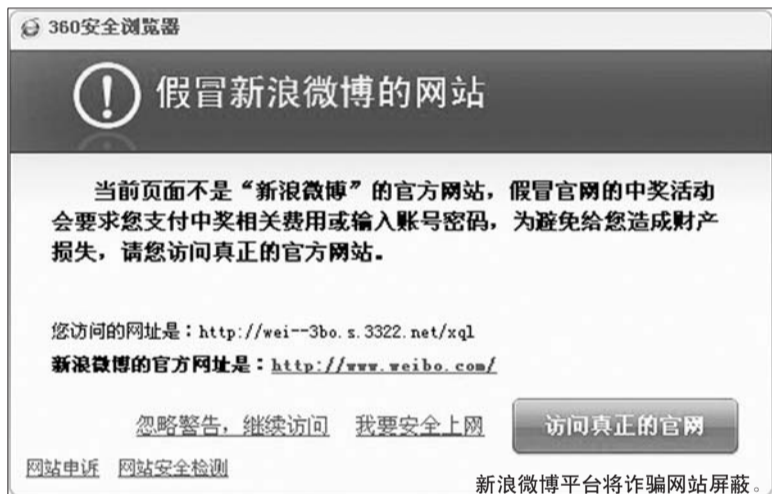 360安全浏览器
假冒新浪微博的网站
当前页面不是“新浪微博”的官方网站，假冒官网的中奖活动
会要求您支付中奖相关费用或输入账号密码，为避免给您造成财产
损失，请您访问真正的官方网站。
您访问的网址是：http://wei--3bo.s.3322.net/xql
新浪微博的官方网址是：http://www.weibo.com/
忽略警告，继续访问 我要安全上网 访问真正的官网
网站申诉 网站安全检测
新浪微博平台将诈骗网站屏蔽。